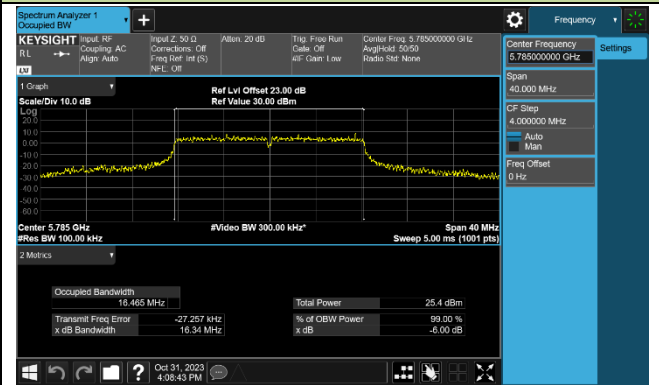 Spectrum Analyzer 1
Occupied BW
Frequency
KEYSIGHT
RL
LXI
Input: RF
Coupling: AC
Align: Auto
Input Z: 50 Ω
Corrections: Off
Freq Ref: Int (S)
NFE: Off
Atten: 20 dB
Trig: Free Run
Gate: Off
#IF Gain: Low
Center Freq: 5.785000000 GHz
Avg|Hold: 50/50
Radio Std: None
Center Frequency
5.785000000 GHz
Settings
Span
40.000 MHz
CF Step
4.000000 MHz
Auto
Man
Freq Offset
0 Hz
1 Graph
Scale/Div 10.0 dB
Ref Lvl Offset 23.00 dB
Ref Value 30.00 dBm
Log
20.0
10.0
0.00
-10.0
-20.0
-30.0
-40.0
-50.0
-60.0
Center 5.785 GHz
#Res BW 100.00 kHz
#Video BW 300.00 kHz*
Span 40 MHz
Sweep 5.00 ms (1001 pts)
2 Metrics
Occupied Bandwidth
16.465 MHz
Total Power 25.4 dBm
Transmit Freq Error -27.257 kHz
% of OBW Power 99.00 %
x dB Bandwidth 16.34 MHz
x dB -6.00 dB
?
Oct 31, 2023
4:08:43 PM